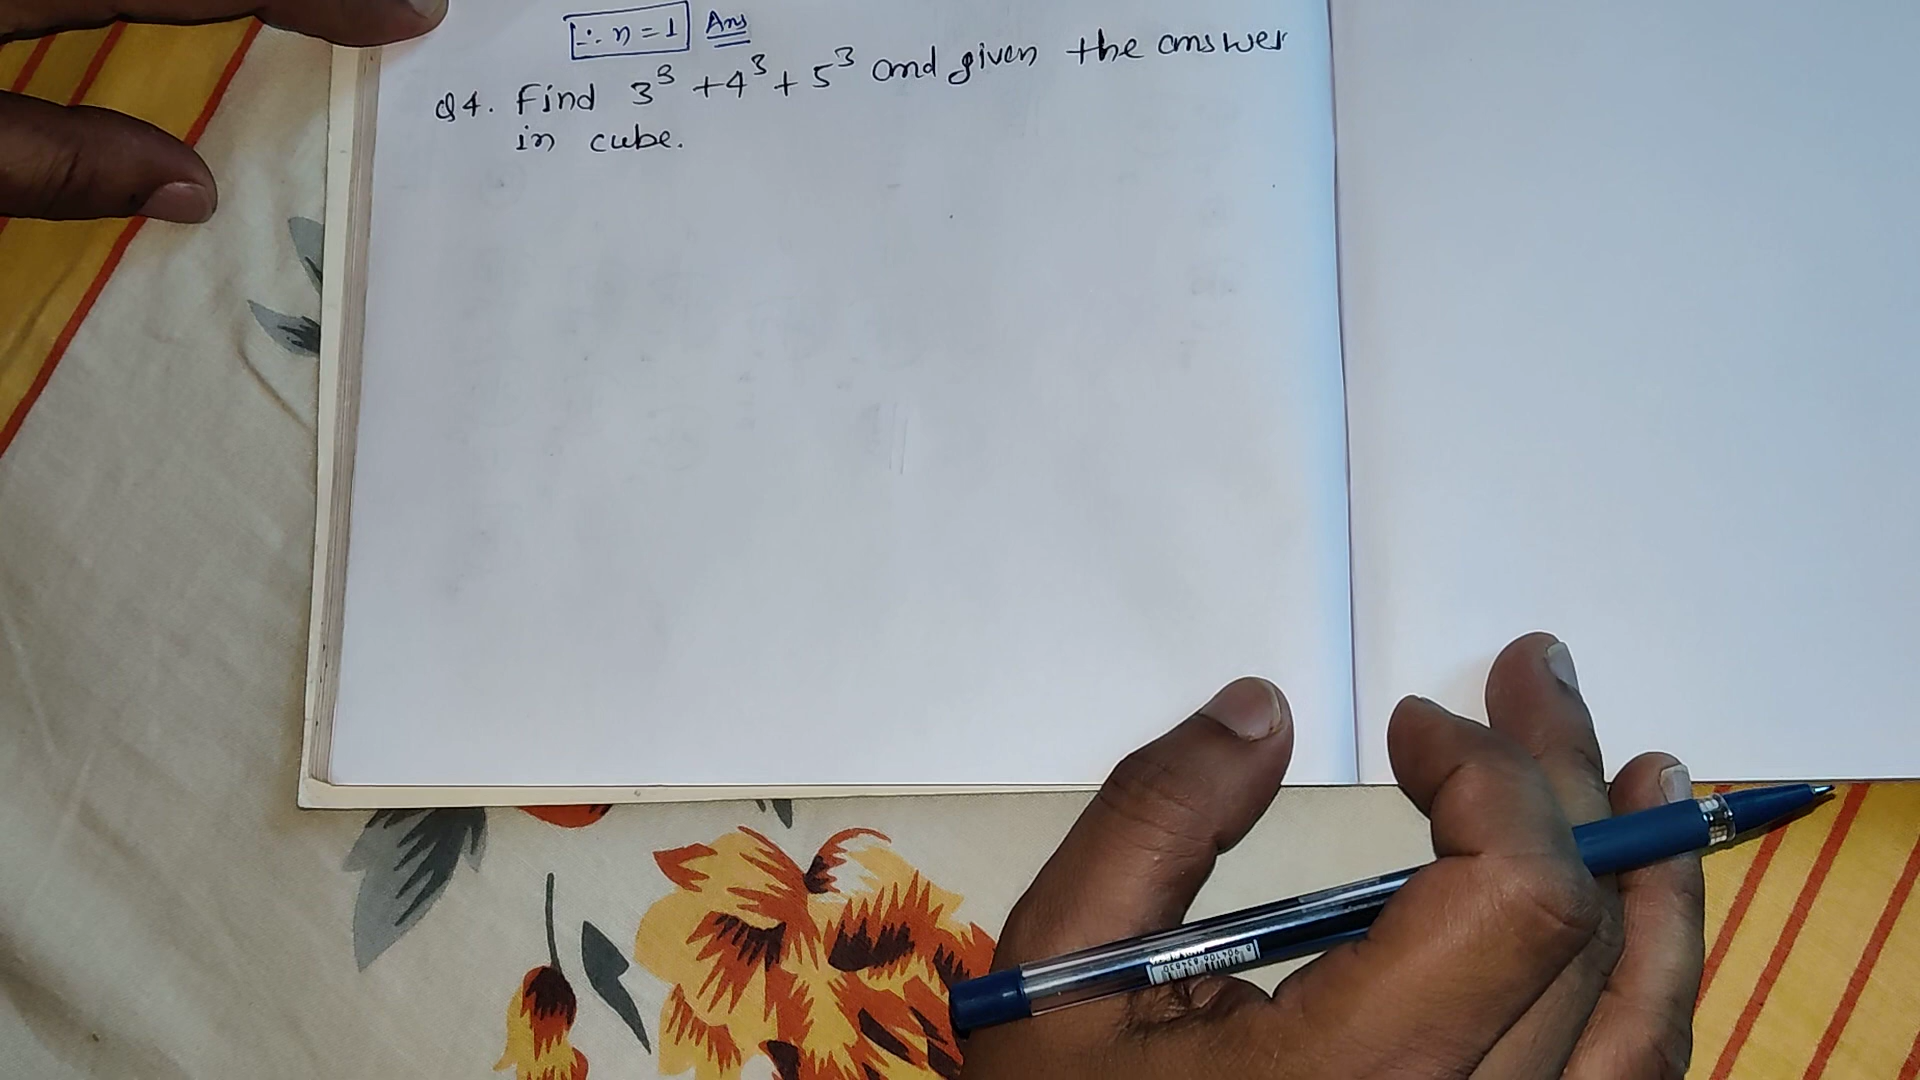 ∴ n = 1 Ans
Q4. Find 3³ + 4³ + 5³ and given the answer
in cube.